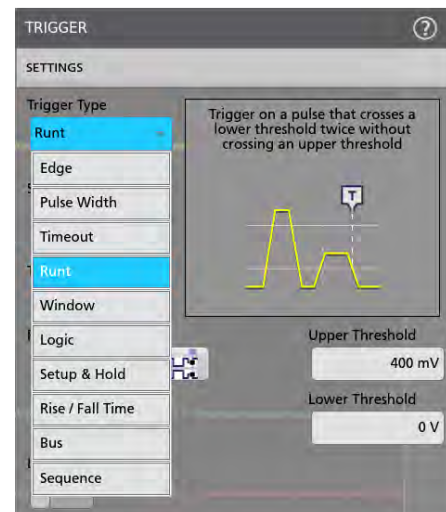 TRIGGER
?
SETTINGS
Trigger Type
Runt
Edge
Pulse Width
Timeout
Runt
Window
Logic
Setup & Hold
Rise / Fall Time
Bus
Sequence
Trigger on a pulse that crosses a
lower threshold twice without
crossing an upper threshold
T
Upper Threshold
400 mV
Lower Threshold
0 V